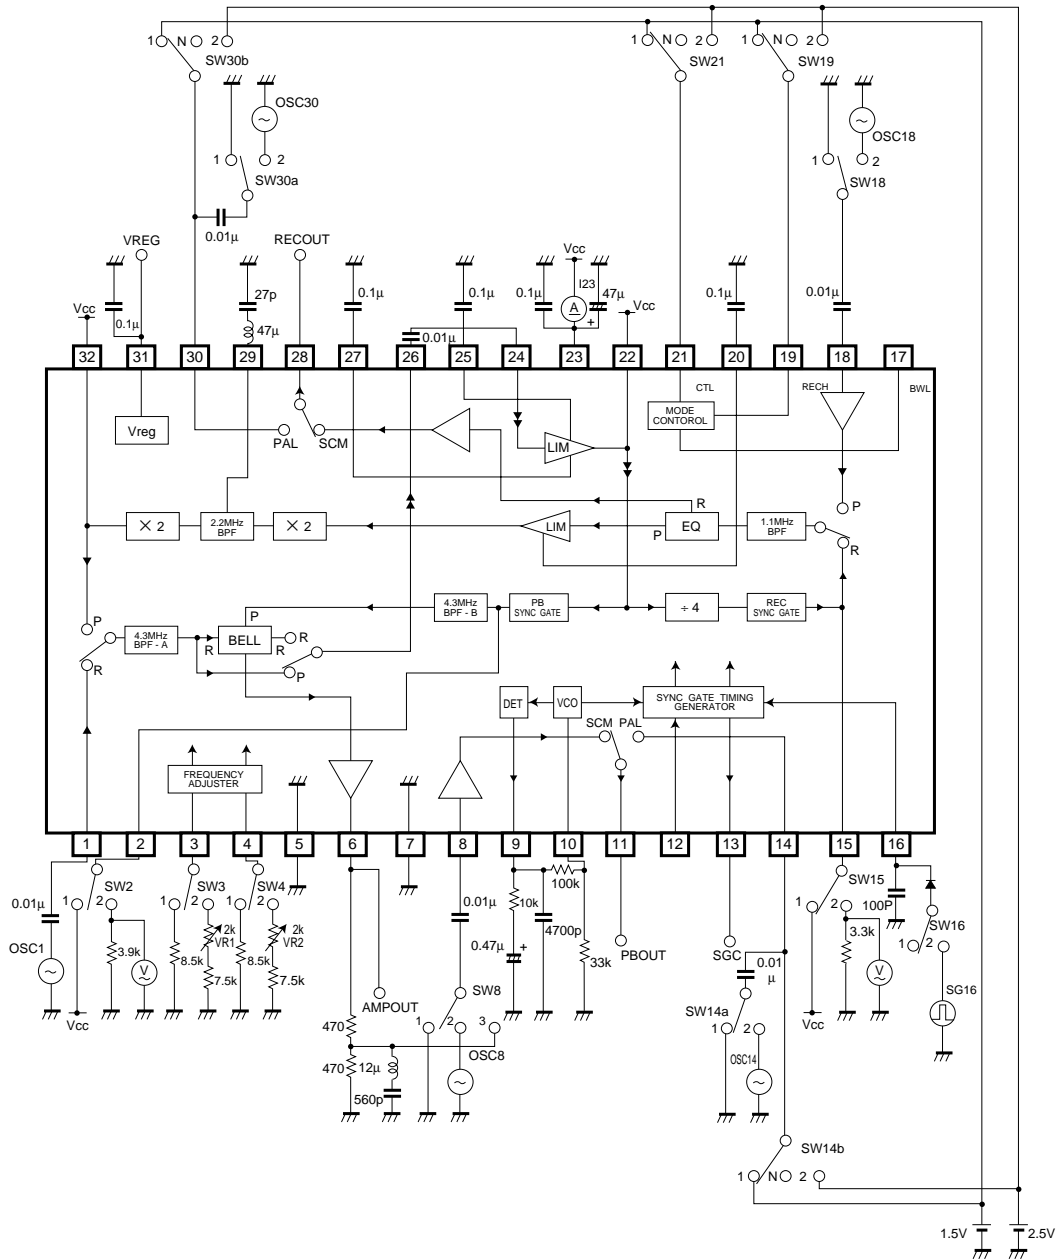 1 N 2
SW30b
OSC30
1 2
SW30a
0.01μ
1 N 2
SW21
1 N 2
SW19
OSC18
1 2
SW18
VREG
RECOUT
Vcc
0.1μ
27p
47μ
0.1μ
0.01μ
0.1μ
Vcc
I23
0.1μ
A
47μ
+
Vcc
0.1μ
0.01μ
32 31 30 29 28 27 26 25 24 23 22 21 20 19 18 17
Vreg
PAL
SCM
LIM
CTL
MODE
CONTOROL
RECH
BWL
P
R
× 2
2.2MHz
BPF
× 2
LIM
R
P
EQ
1.1MHz
BPF
4.3MHz
BPF - B
PB
SYNC GATE
÷ 4
REC
SYNC GATE
P
R
4.3MHz
BPF - A
P
R
BELL
R
R
P
DET
VCO
SYNC GATE TIMING
GENERATOR
SCM PAL
FREQUENCY
ADJUSTER
1 2 3 4 5 6 7 8 9 10 11 12 13 14 15 16
0.01μ
OSC1
SW2
1 2
3.9k
V
Vcc
SW3
1 2
8.5k
2k
VR1
7.5k
SW4
1 2
8.5k
2k
VR2
7.5k
AMPOUT
470
470
12μ
560p
0.01μ
SW8
1 2 3
OSC8
10k
0.47μ
+
4700p
100k
33k
PBOUT
SGC
0.01
μ
SW14a
1 2
OSC14
SW14b
1 N 2
SW15
1 2
3.3k
V
Vcc
100P
SW16
1 2
SG16
1.5V
2.5V